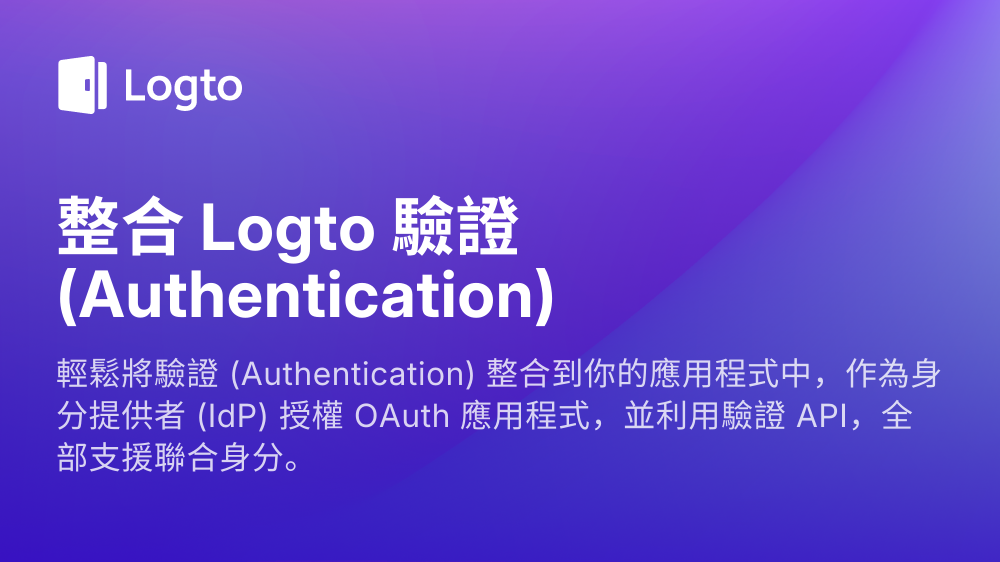 Logto
整合 Logto 驗證
(Authentication)
輕鬆將驗證 (Authentication) 整合到你的應用程式中，作為身
分提供者 (IdP) 授權 OAuth 應用程式，並利用驗證 API，全
部支援聯合身分。